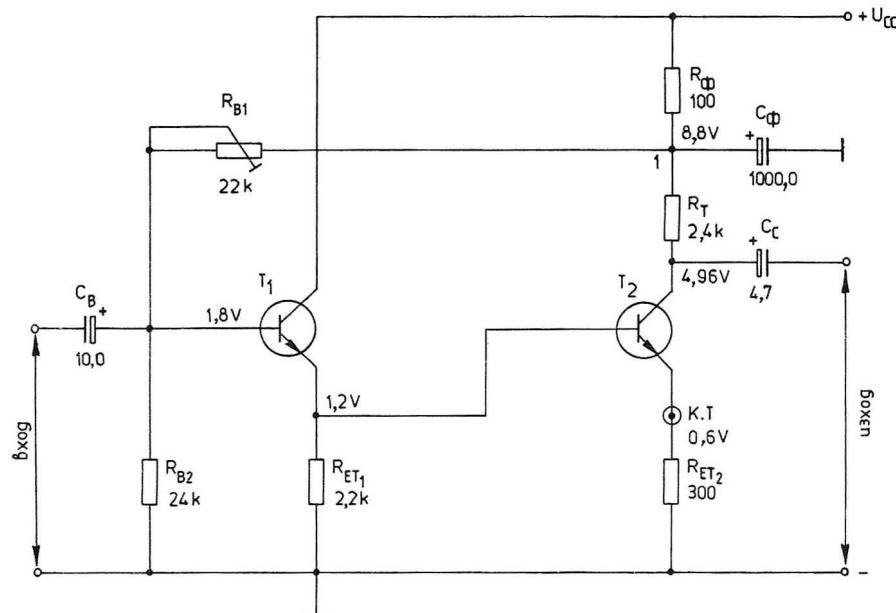 + U_CC
R_Ф
100
C_Ф
+
8,8V
1000,0
1
R_B1
22k
R_T
2,4k
C_C
+
4,96V
4,7
T_1
T_2
C_B
+
1,8V
10,0
1,2V
K.T
0,6V
вход
изход
R_B2
24k
R_ET1
2,2k
R_ET2
300
-